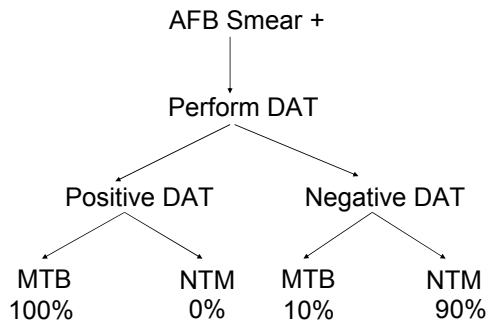 AFB Smear +
Perform DAT
Positive DAT Negative DAT
MTB NTM MTB NTM
100% 0% 10% 90%